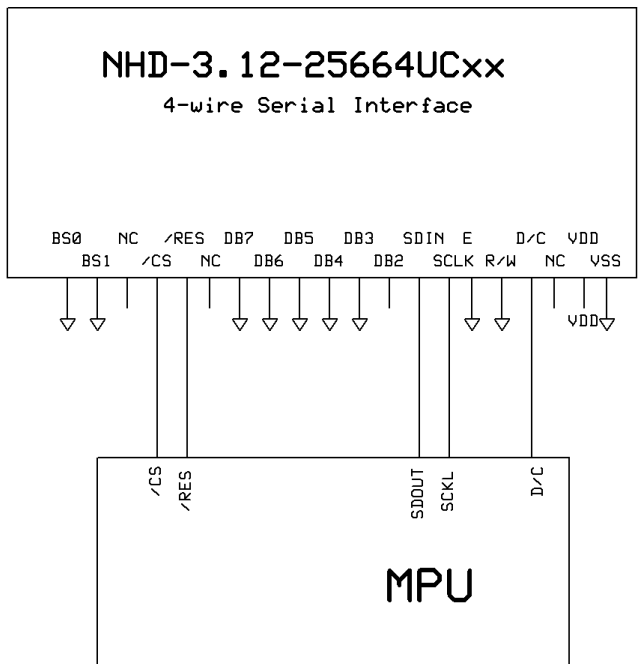 NHD-3.12-25664UCxx
4-wire Serial Interface
BS0 NC /RES DB7 DB5 DB3 SDIN E D/C VDD
BS1 /CS NC DB6 DB4 DB2 SCLK R/W NC VSS
VDD
/CS /RES SDOUT SCKL D/C
MPU